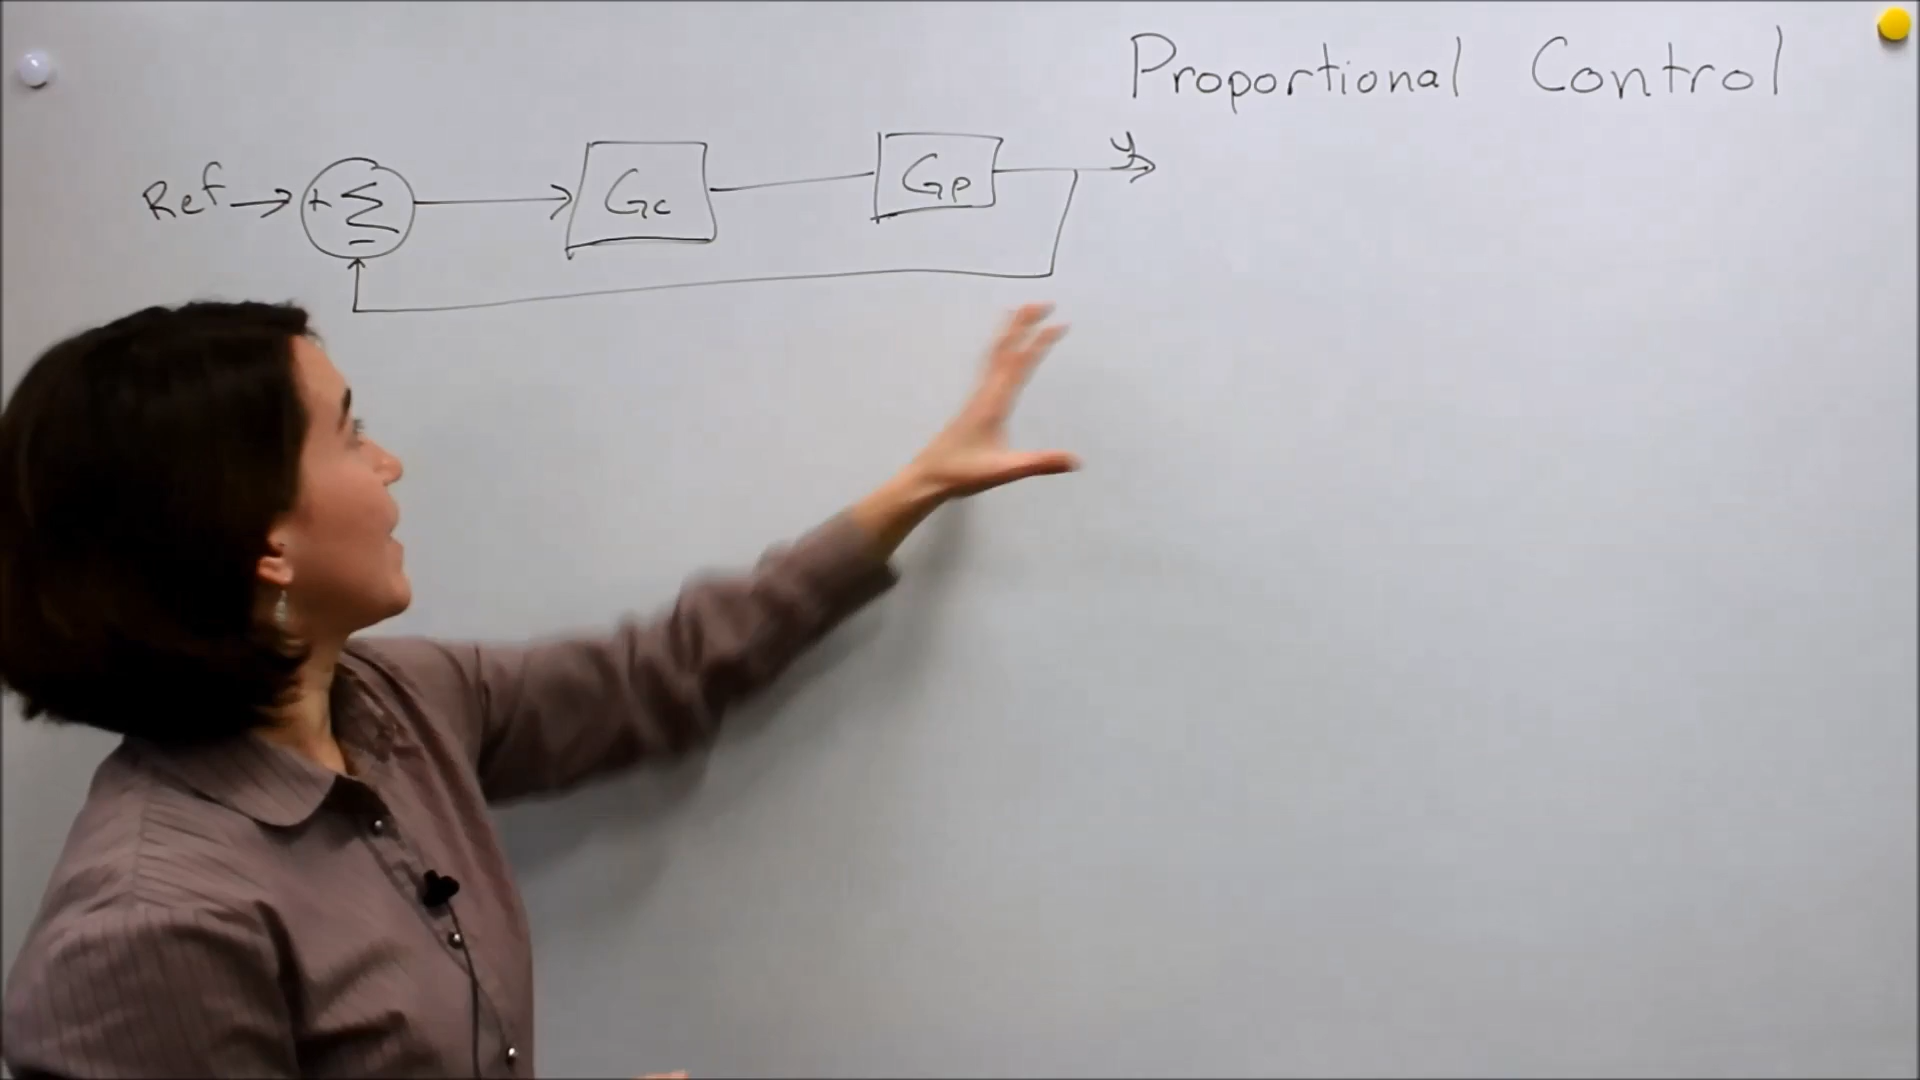 Proportional Control
Ref + Σ − Gc Gp y